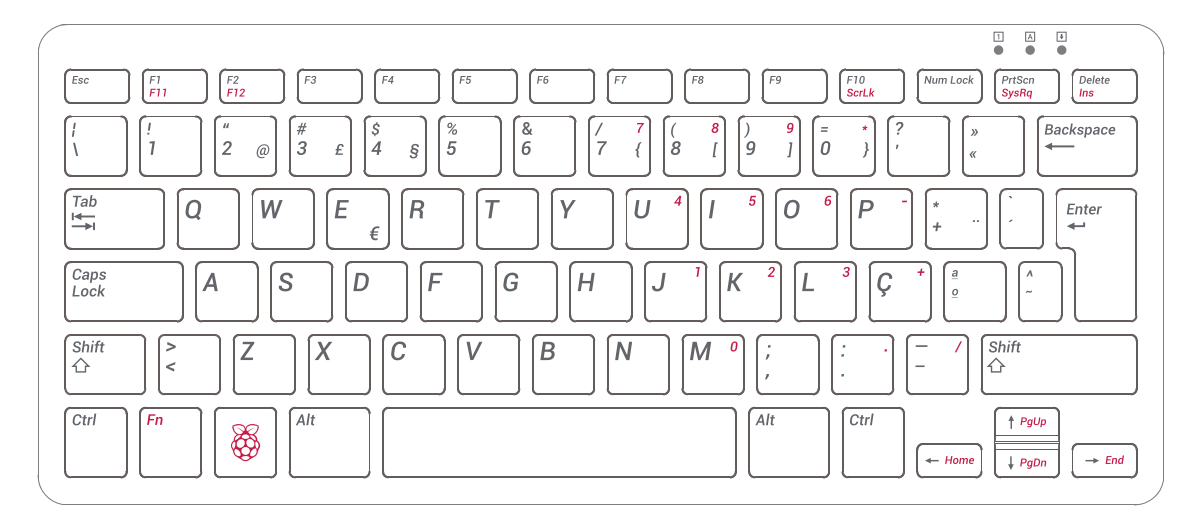 1 A
Esc F1 F2 F3 F4 F5 F6 F7 F8 F9 F10 Num Lock PrtScn Delete
F11 F12 ScrLk SysRq Ins
¦ ! “ # $ % & / 7 ( 8 ) 9 = * ? » Backspace
\ 1 2 @ 3 £ 4 § 5 6 7 { 8 [ 9 ] 0 } ' «
Tab Q W E R T Y U 4 I 5 O 6 P - * ` Enter
€ + ¨ ´
Caps A S D F G H J 1 K 2 L 3 Ç + a ^
Lock o ~
Shift > Z X C V B N M 0 ; : . — / Shift
< , . –
Ctrl Fn Alt Alt Ctrl ↑ PgUp
← Home ↓ PgDn → End